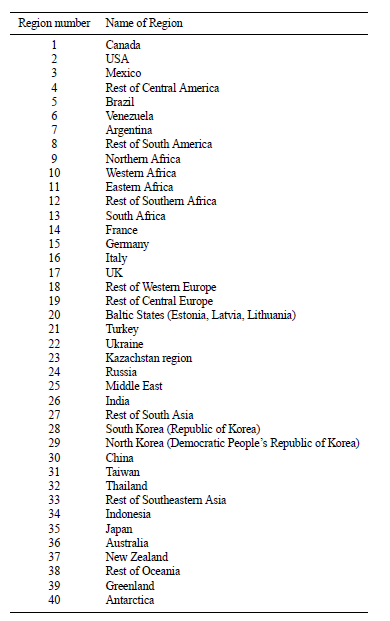 Region number Name of Region
1 Canada
2 USA
3 Mexico
4 Rest of Central America
5 Brazil
6 Venezuela
7 Argentina
8 Rest of South America
9 Northern Africa
10 Western Africa
11 Eastern Africa
12 Rest of Southern Africa
13 South Africa
14 France
15 Germany
16 Italy
17 UK
18 Rest of Western Europe
19 Rest of Central Europe
20 Baltic States (Estonia, Latvia, Lithuania)
21 Turkey
22 Ukraine
23 Kazachstan region
24 Russia
25 Middle East
26 India
27 Rest of South Asia
28 South Korea (Republic of Korea)
29 North Korea (Democratic People's Republic of Korea)
30 China
31 Taiwan
32 Thailand
33 Rest of Southeastern Asia
34 Indonesia
35 Japan
36 Australia
37 New Zealand
38 Rest of Oceania
39 Greenland
40 Antarctica